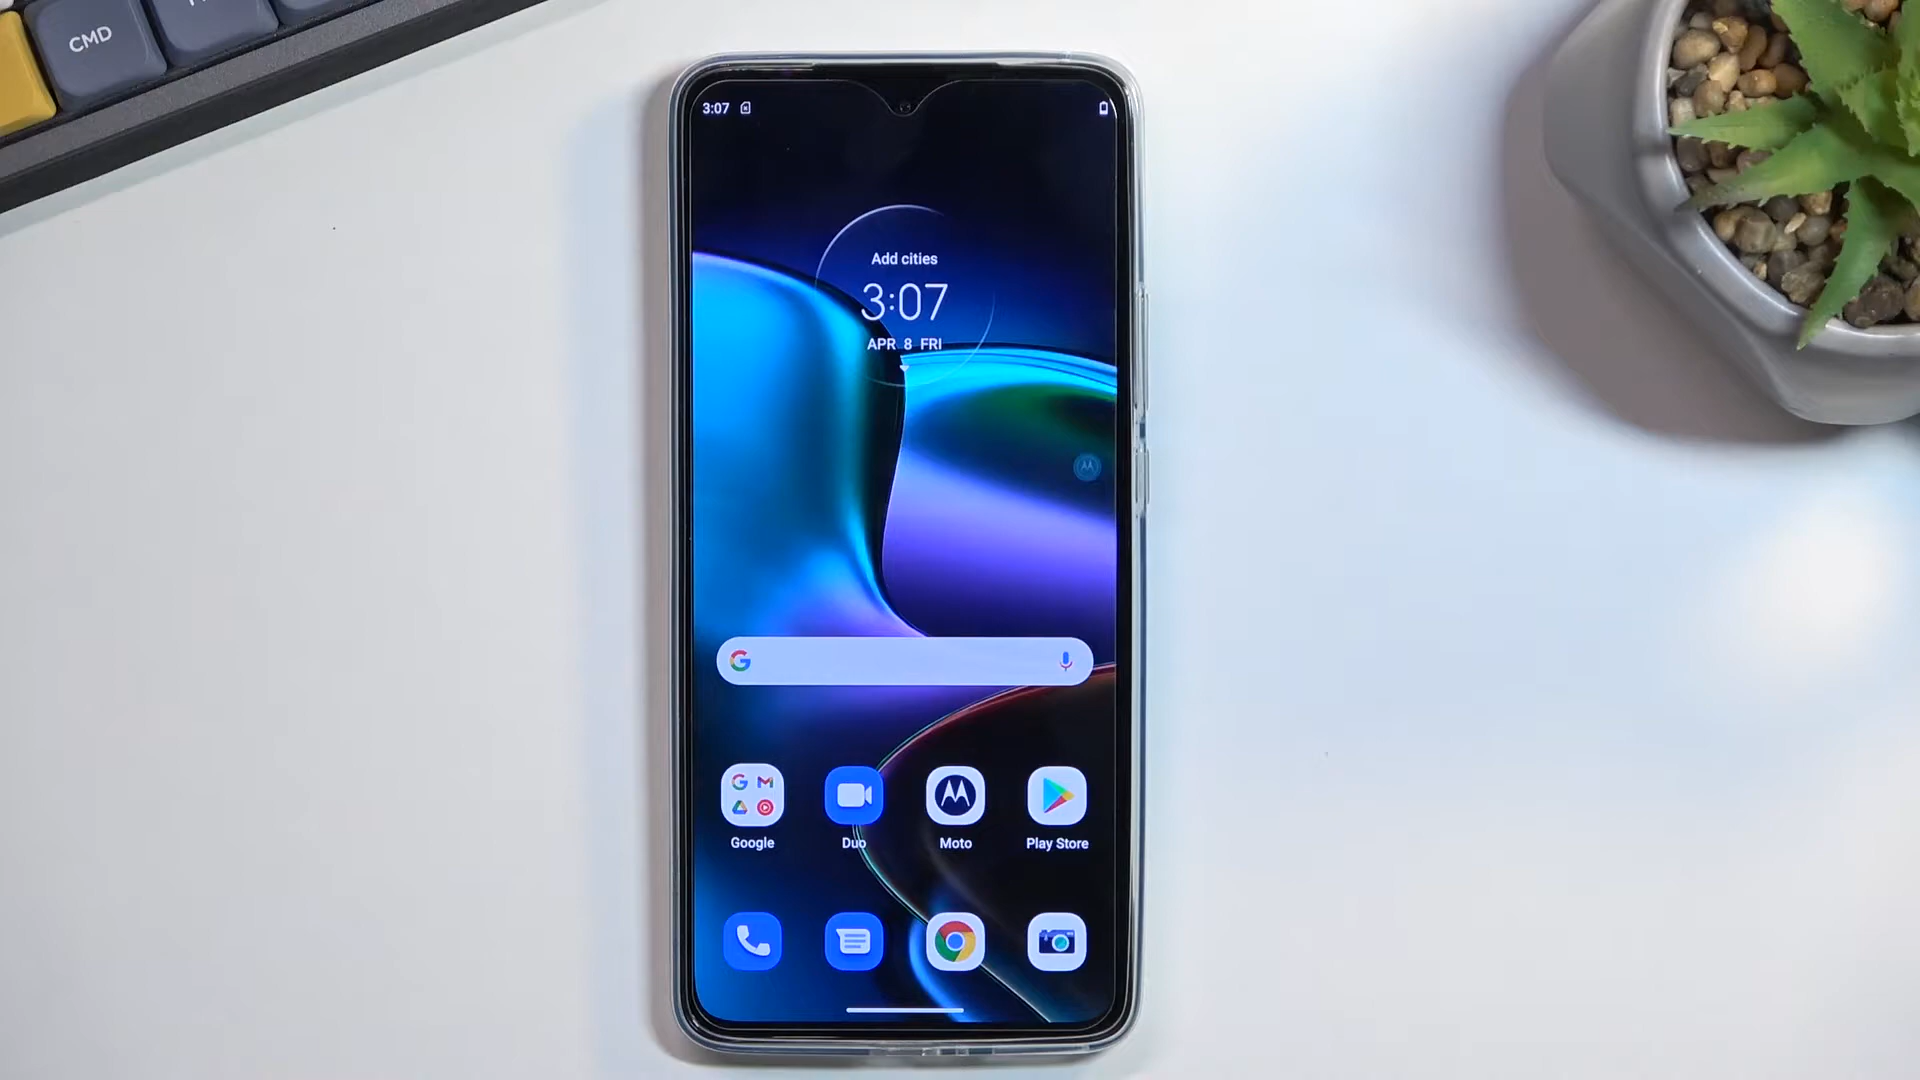 CMD
3:07
Add cities
3:07
APR 8 FRI
Google
Duo
Moto
Play Store